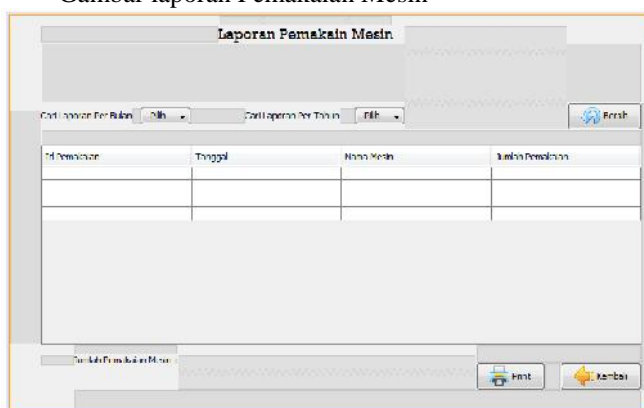 Gambar laporan Pemakaian Mesin
Laporan Pemakain Mesin
Cari Laporan Per Bulan Pilih Cari Laporan Per Tahun Pilih Bersih
Id Pemakaian Tanggal Nama Mesin Jumlah Pemakaian
Jumlah Pemakaian Mesin Print Kembali